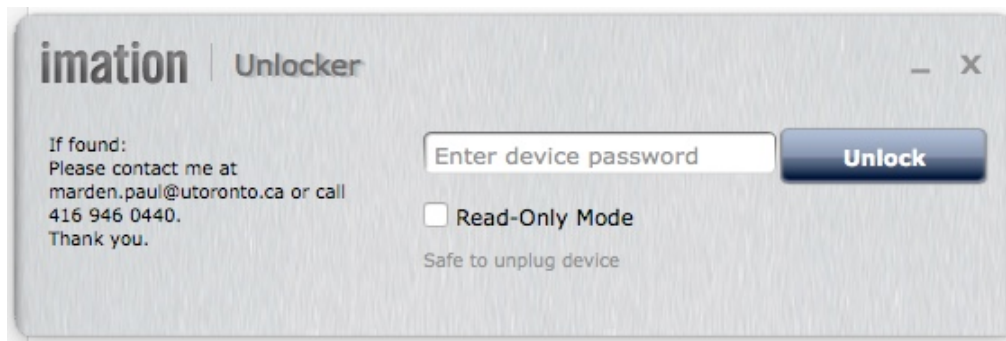 imation | Unlocker
If found:
Please contact me at
marden.paul@utoronto.ca or call
416 946 0440.
Thank you.
Enter device password
Unlock
Read-Only Mode
Safe to unplug device